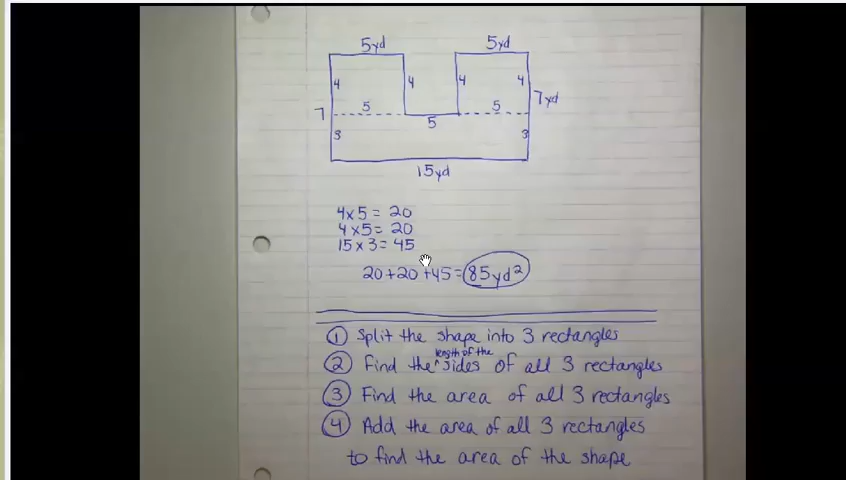 5yd 5yd
4 4 4 4
7yd
5 5
7
5
3 3
15yd
4x5 = 20
4x5= 20
15x3=45
20+20+45=85yd²
1 Split the shape into 3 rectangles
length of the
2 Find the ^ sides of all 3 rectangles
3 Find the area of all 3 rectangles
4 Add the area of all 3 rectangles
to find the area of the shape